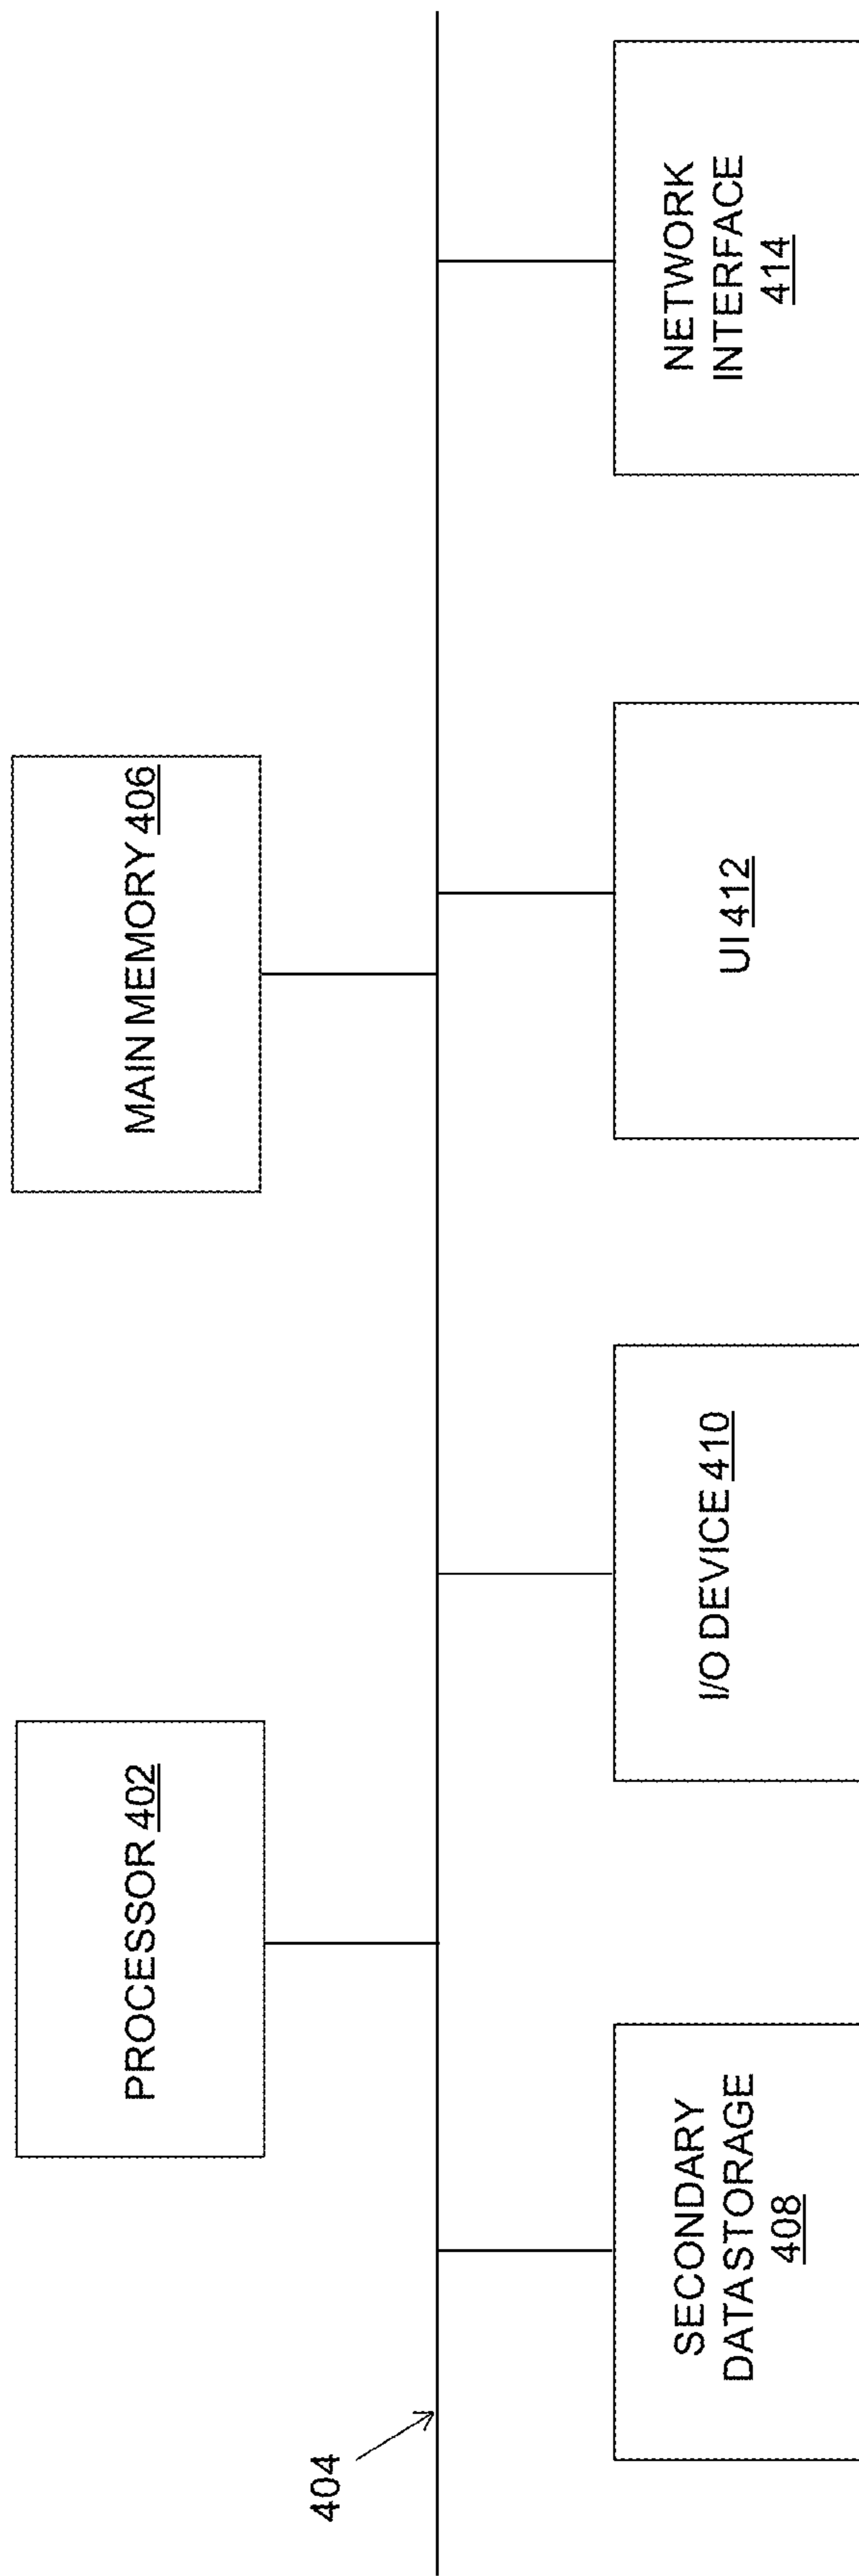 PROCESSOR 402
MAIN MEMORY 406
404
SECONDARY
DATA STORAGE
408
I/O DEVICE 410
UI 412
NETWORK
INTERFACE
414